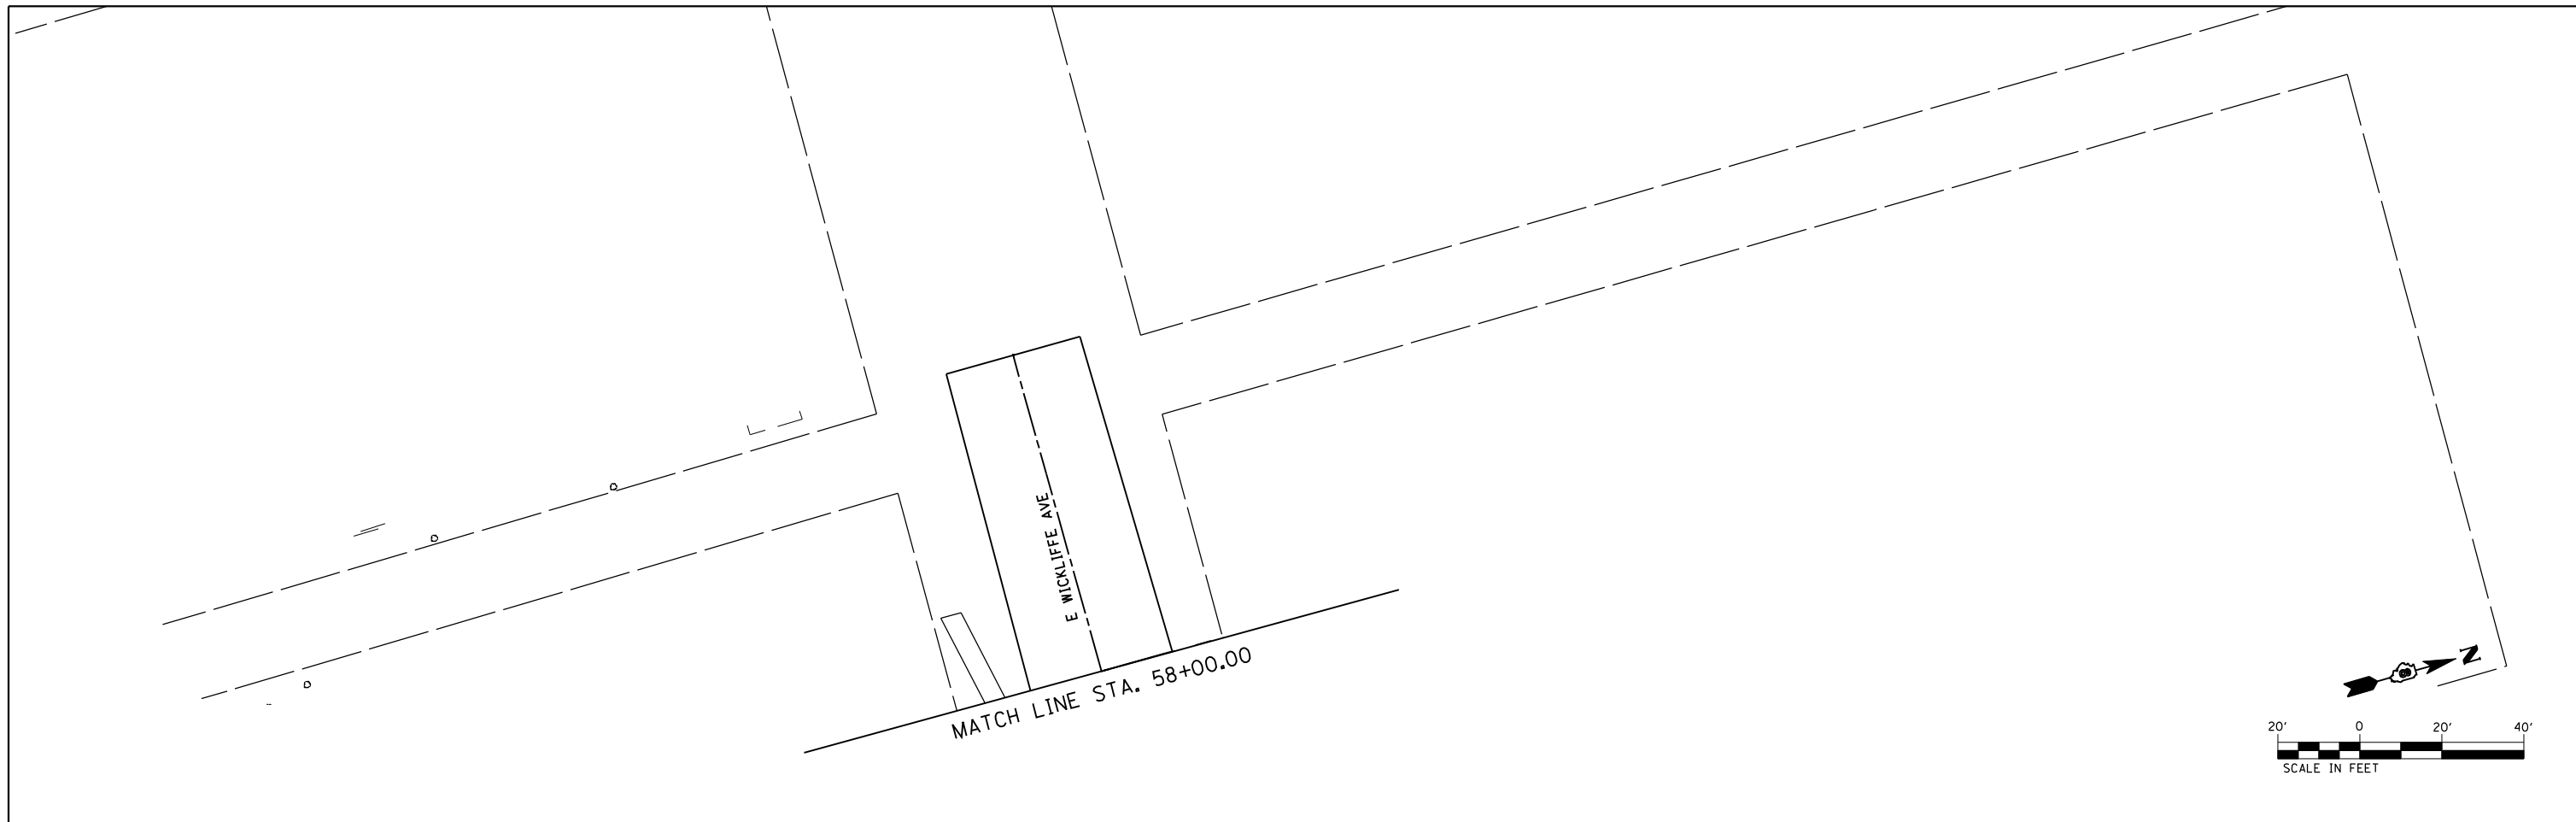 E WICKLIFFE AVE
MATCH LINE STA. 58+00.00
N
20' 0 20' 40'
SCALE IN FEET